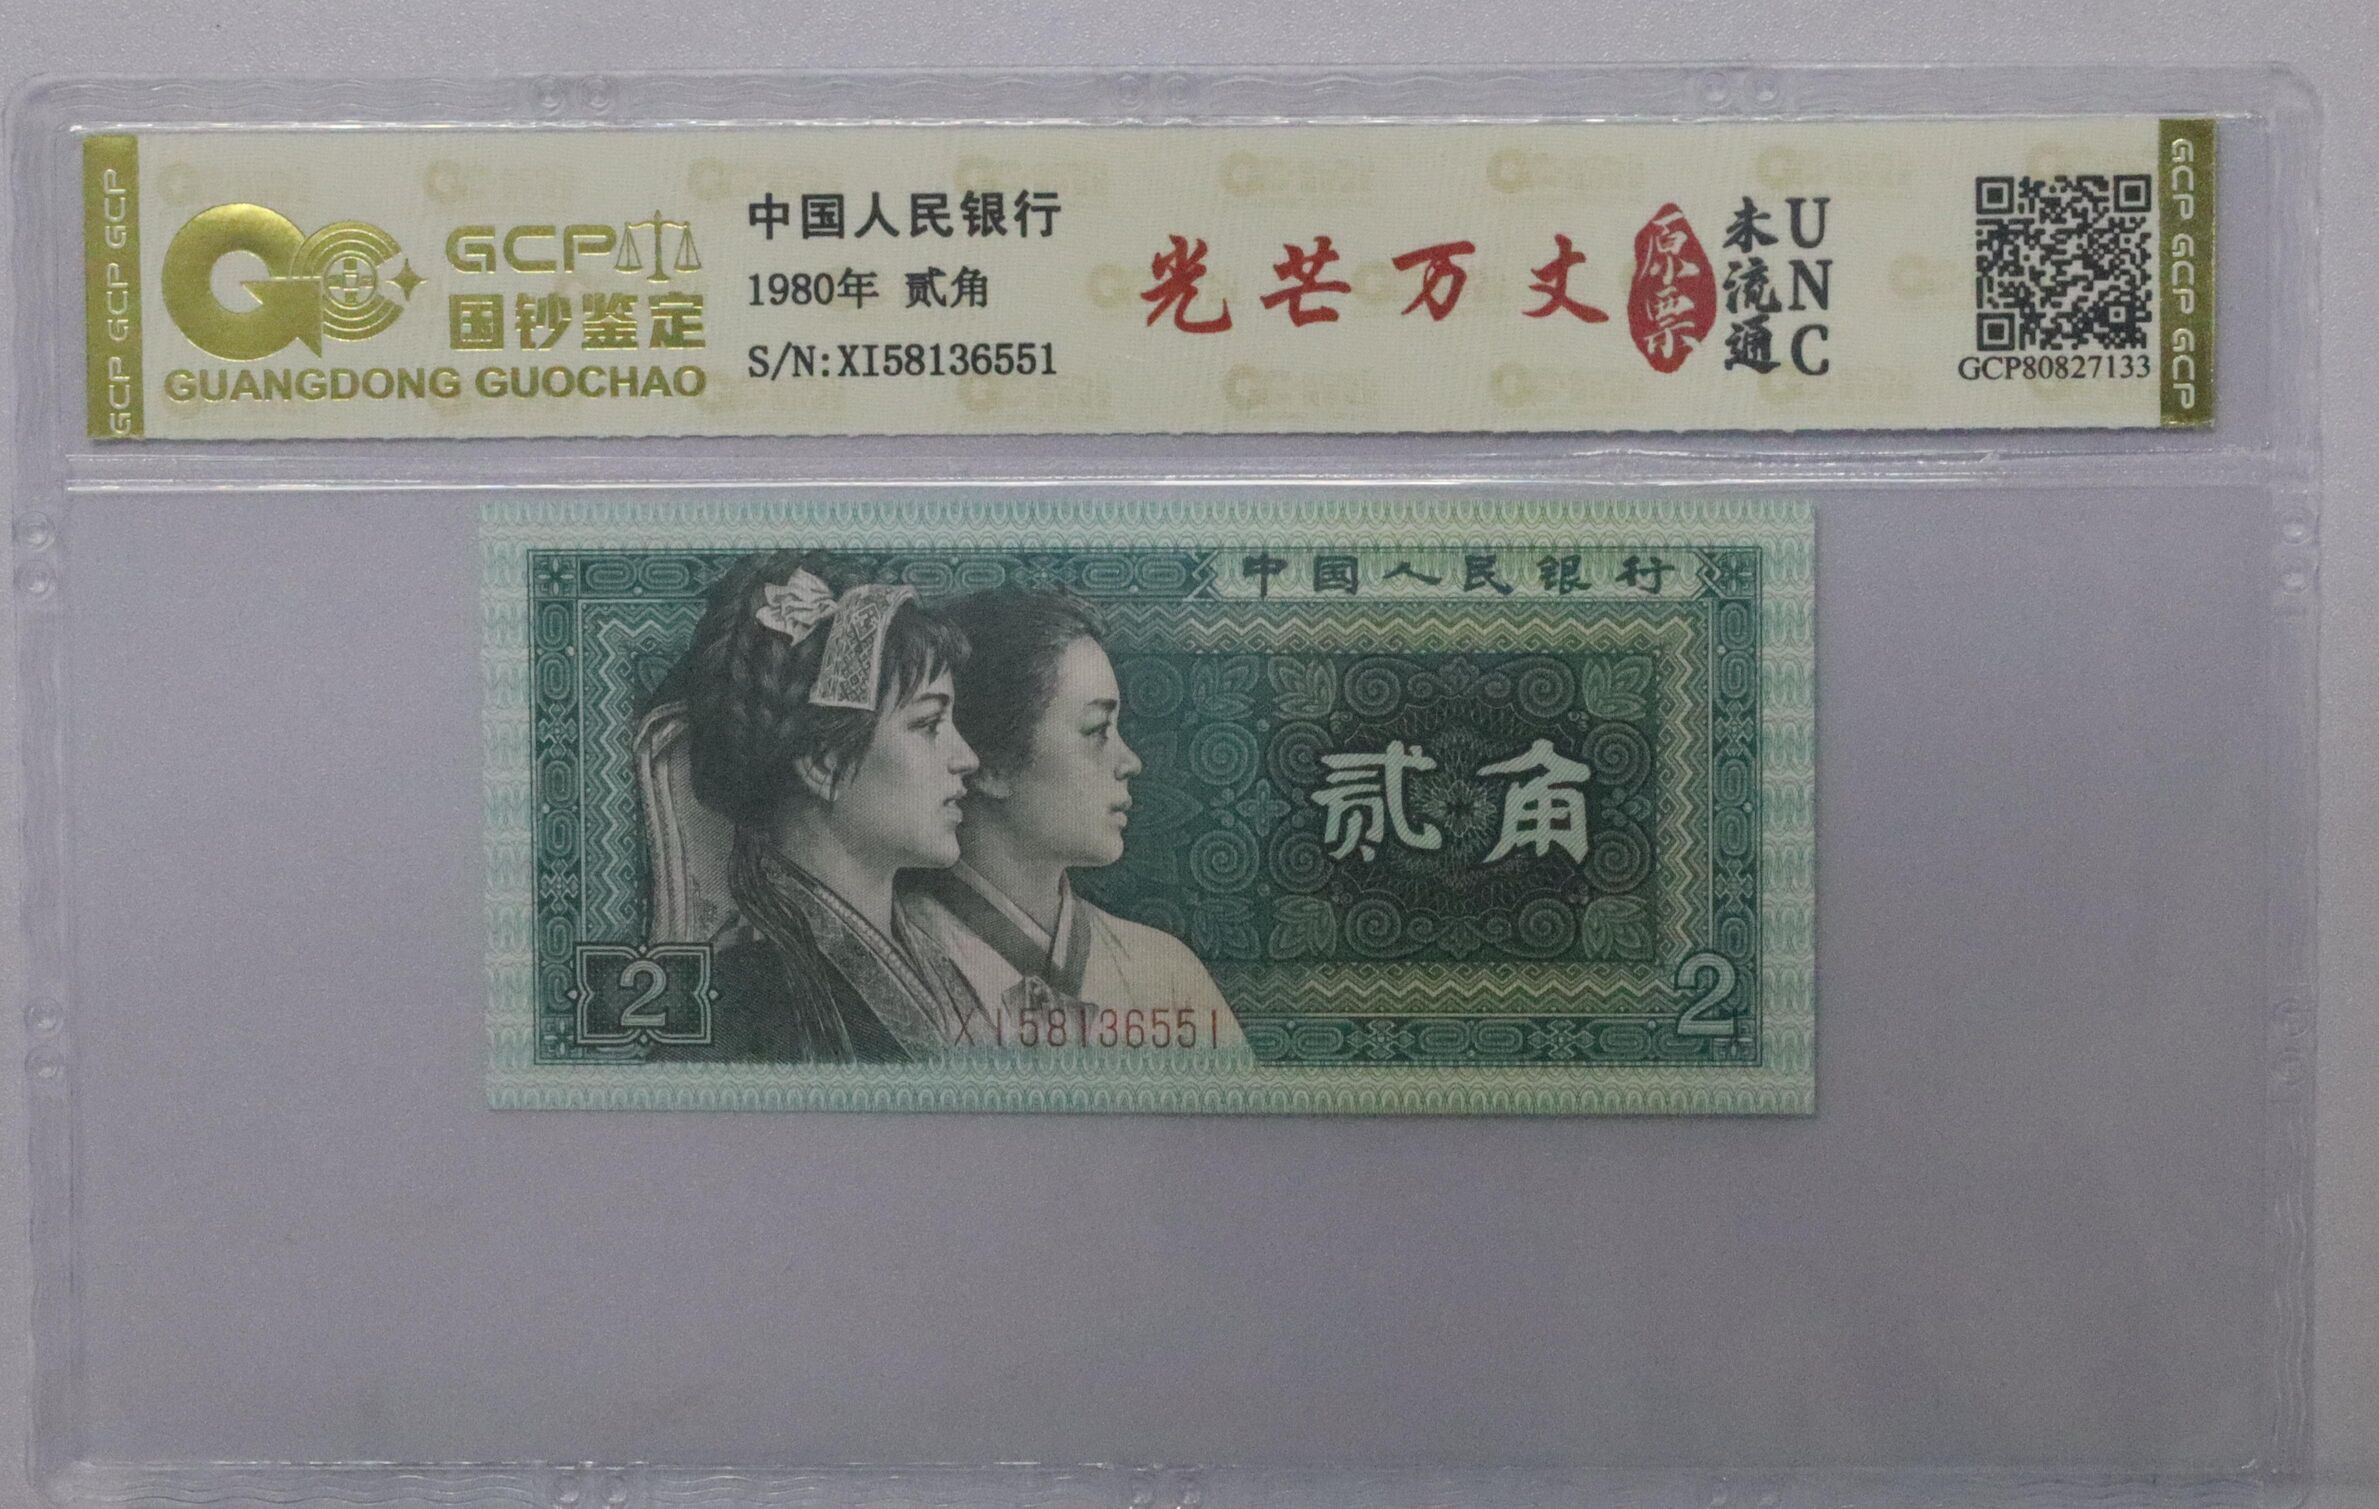 GCP GCP GCP
GCP
国钞鉴定
GUANGDONG GUOCHAO
中国人民银行
1980年 贰角
S/N:XI58136551
光芒万丈
原票
未流通
UNC
GCP80827133
GCP GCP GCP
中国人民银行
贰角
2
XI58136551
2